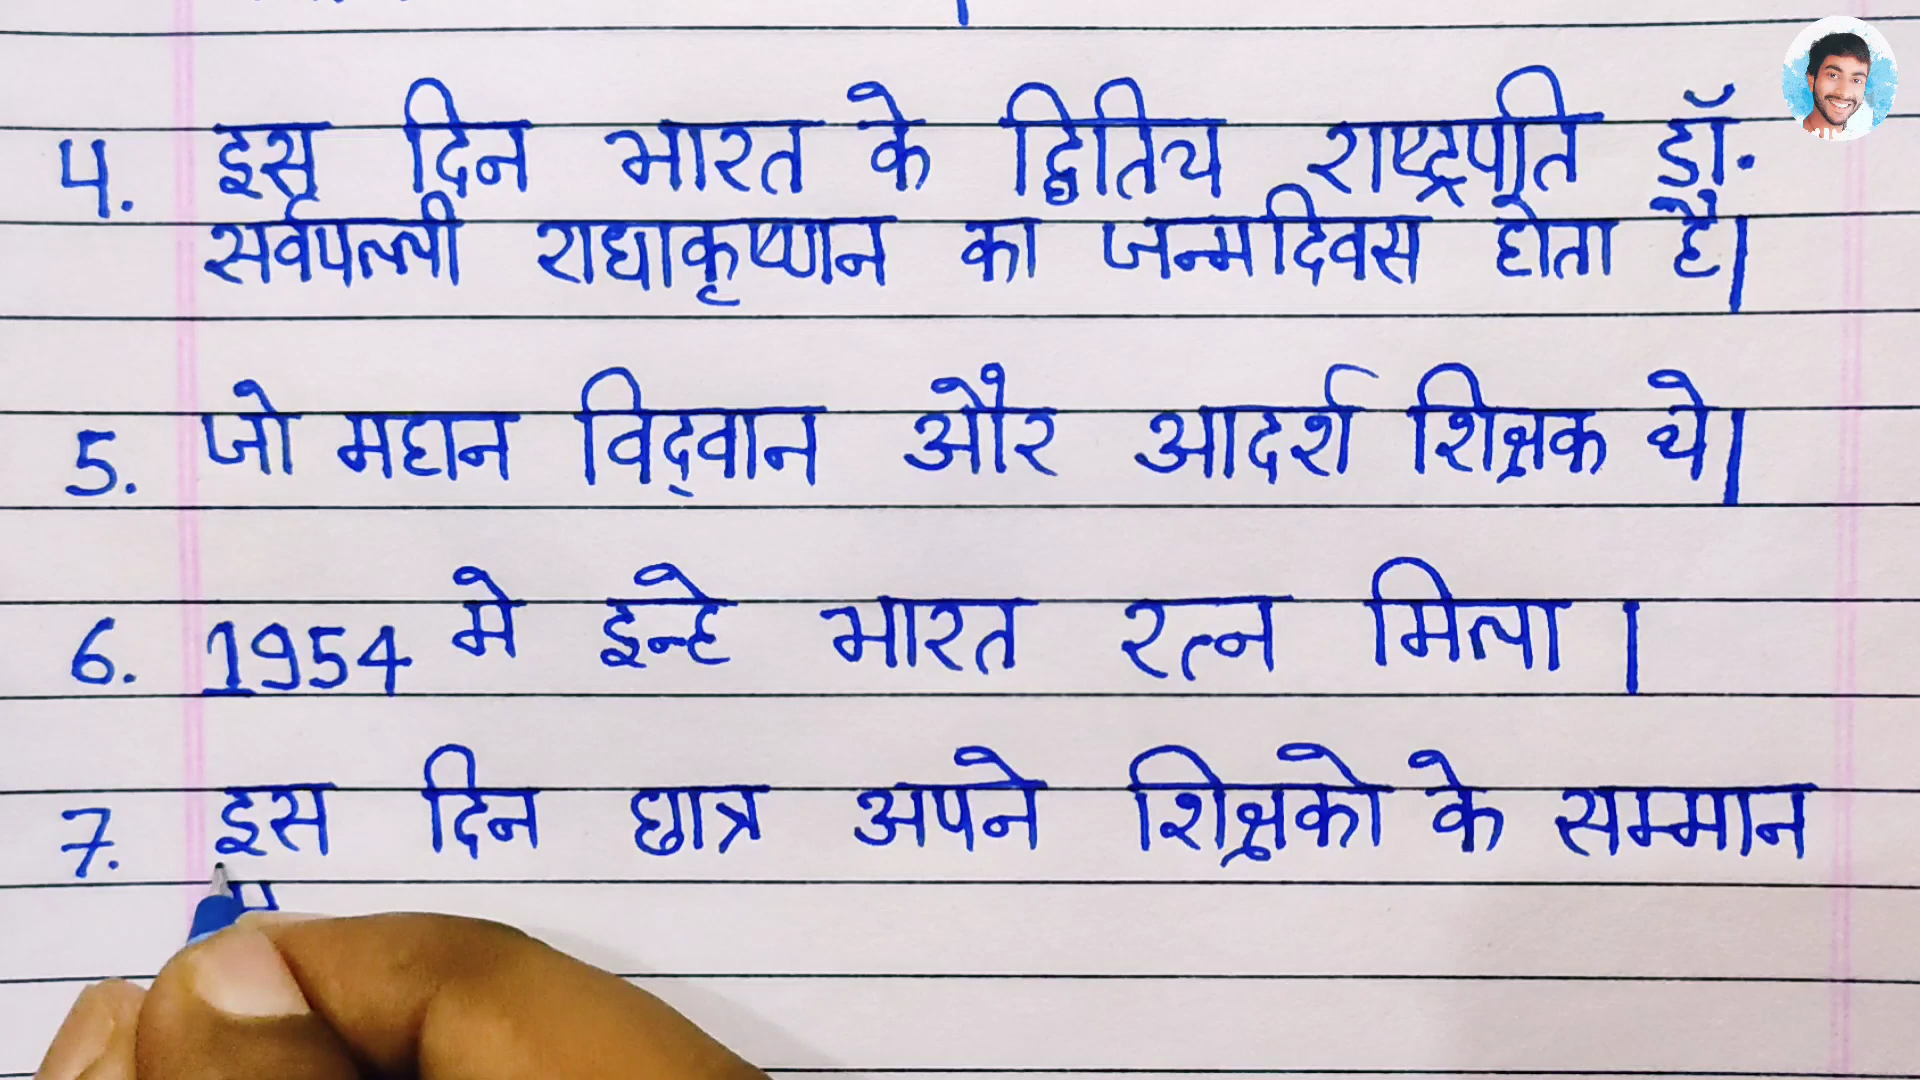 4. इस दिन भारत के द्वितिय राष्ट्रपति डॉ.
सर्वपल्ली राधाकृष्णन का जन्मदिवस होता है।
5. जो महान विद्वान और आदर्श शिक्षक थे।
6. 1954 मे इन्हे भारत रत्न मिला।
7. इस दिन छात्र अपने शिक्षको के सम्मान